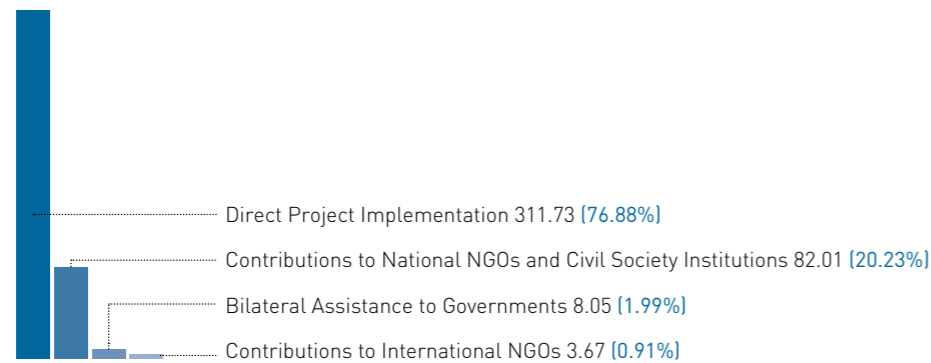 Direct Project Implementation 311.73 (76.88%)
Contributions to National NGOs and Civil Society Institutions 82.01 (20.23%)
Bilateral Assistance to Governments 8.05 (1.99%)
Contributions to International NGOs 3.67 (0.91%)